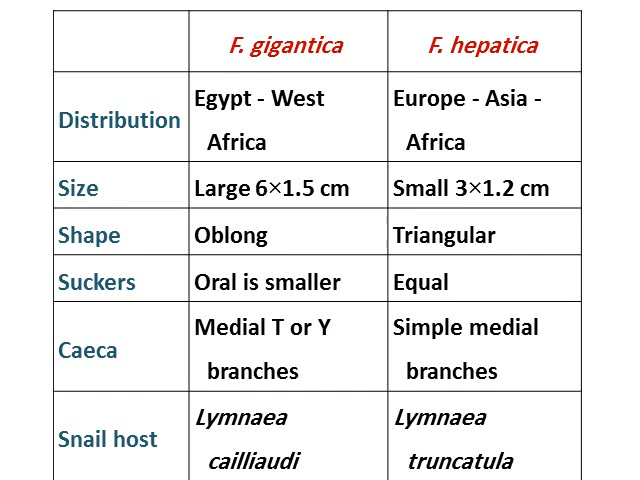 F. gigantica F. hepatica
Distribution
Egypt - West
Africa
Europe - Asia -
Africa
Size Large 6×1.5 cm Small 3×1.2 cm
Shape Oblong Triangular
Suckers Oral is smaller Equal
Caeca
Medial T or Y
branches
Simple medial
branches
Snail host
Lymnaea
cailliaudi
Lymnaea
truncatula